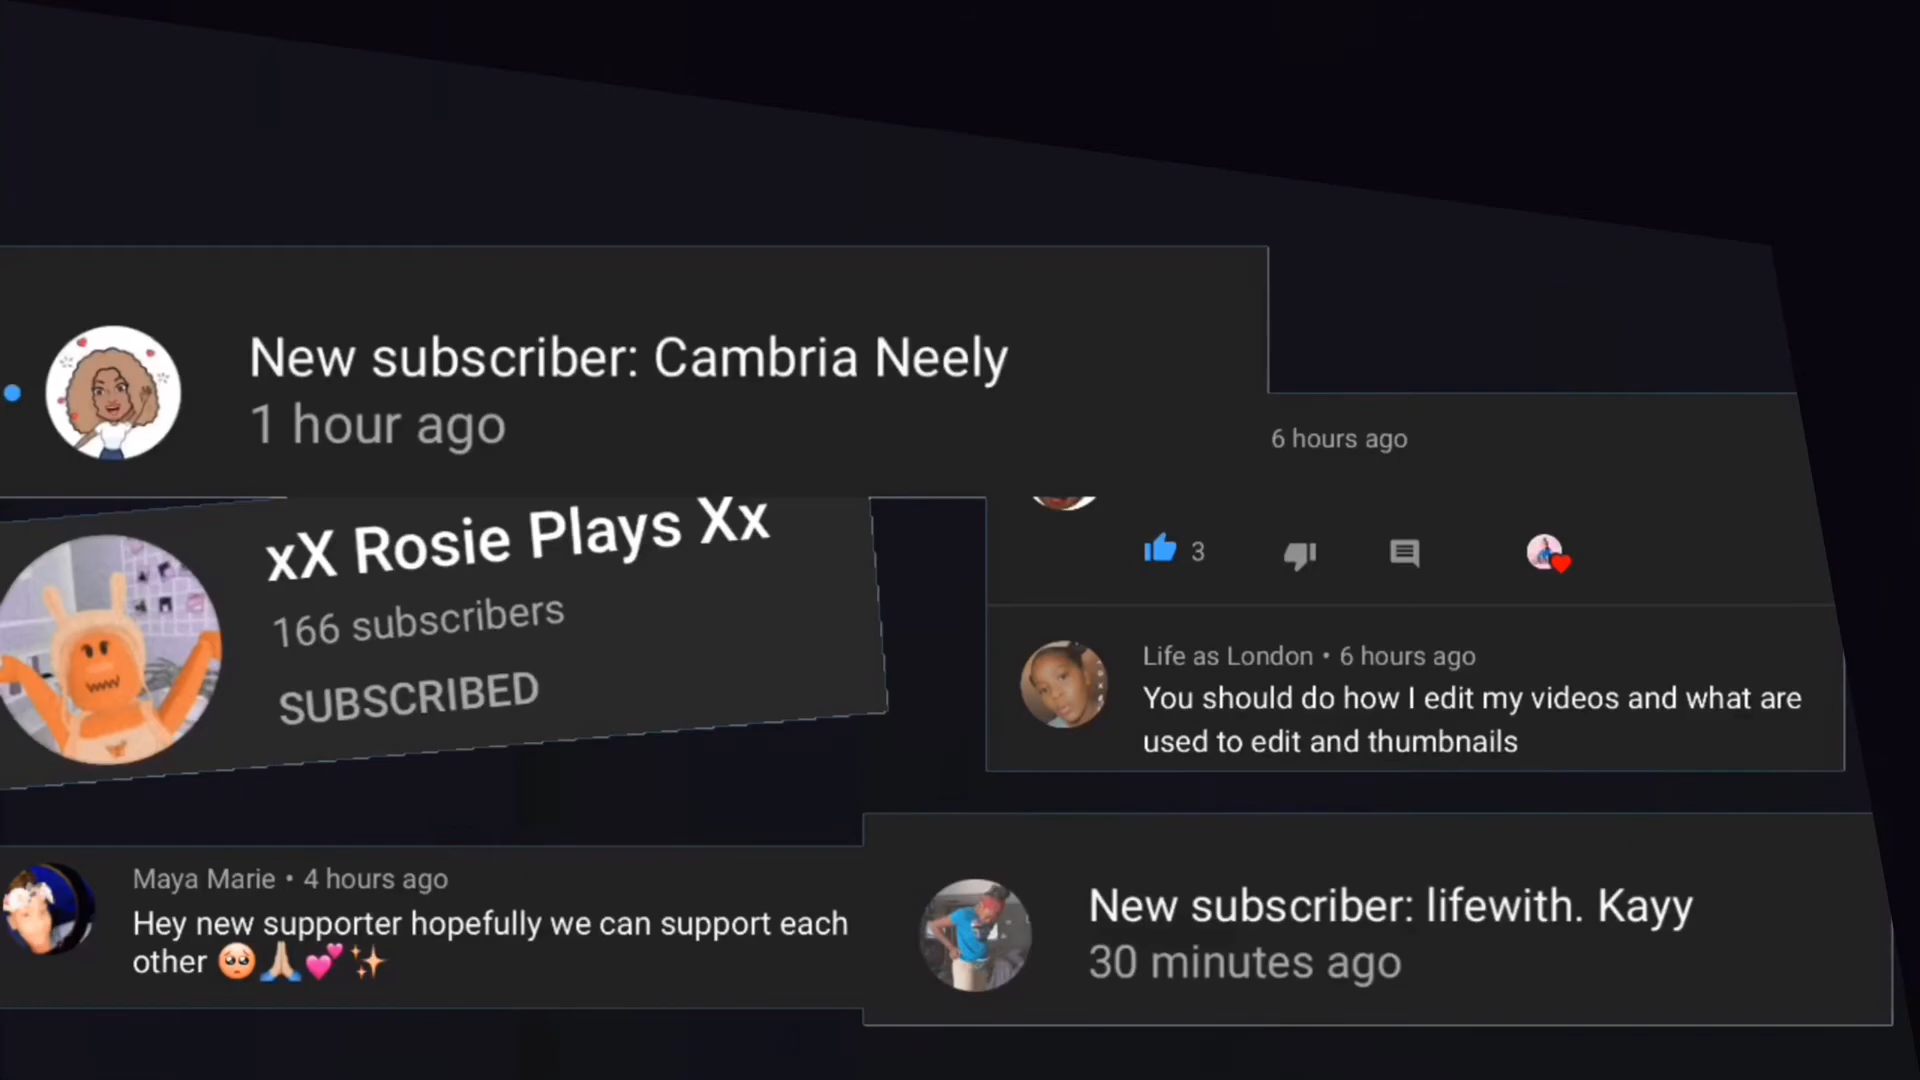 New subscriber: Cambria Neely
1 hour ago
6 hours ago
xX Rosie Plays Xx
166 subscribers
SUBSCRIBED
3
Life as London • 6 hours ago
You should do how I edit my videos and what are
used to edit and thumbnails
Maya Marie • 4 hours ago
Hey new supporter hopefully we can support each
other 🥺🙏🏼💕✨
New subscriber: lifewith. Kayy
30 minutes ago